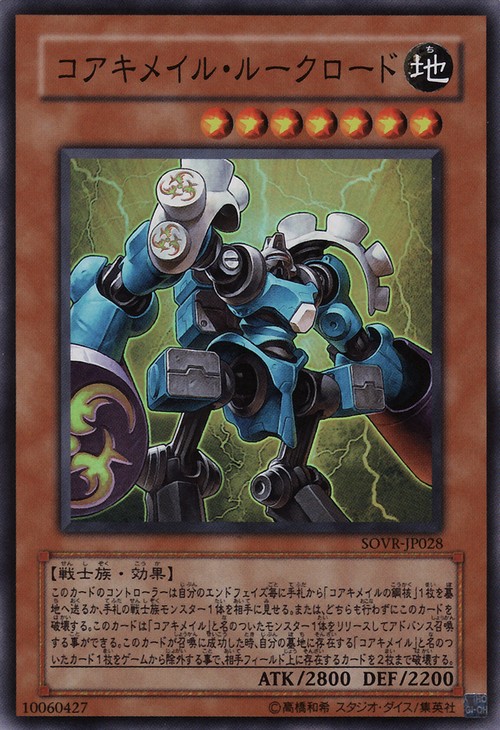 コアキメイル・ルークロード
ち
地
SOVR-JP028
【戦士族・効果】
このカードのコントローラーは自分のエンドフェイズ毎に手札から「コアキメイルの鋼核」1枚を墓
地へ送るか、手札の戦士族モンスター1体を相手に見せる。または、どちらも行わずにこのカードを
破壊する。このカードは「コアキメイル」と名のついたモンスター1体をリリースしてアドバンス召喚
する事ができる。このカードが召喚に成功した時、自分の墓地に存在する「コアキメイル」と名の
ついたカード1枚をゲームから除外する事で、相手フィールド上に存在するカードを2枚まで破壊する。
ATK/2800 DEF/2200
10060427
©高橋和希 スタジオ・ダイス/集英社